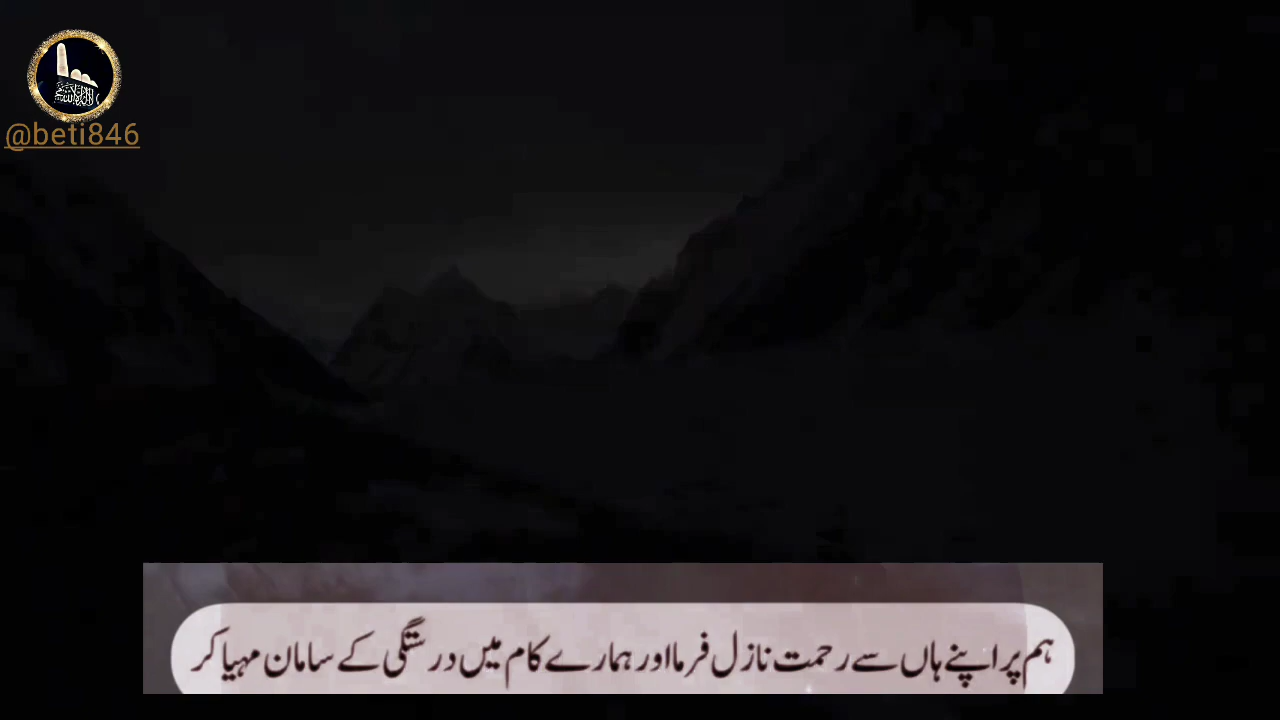 @beti846
ہم پر اپنے ہاں سے رحمت نازل فرما اور ہمارے کام میں درستگی کے سامان مہیا کر